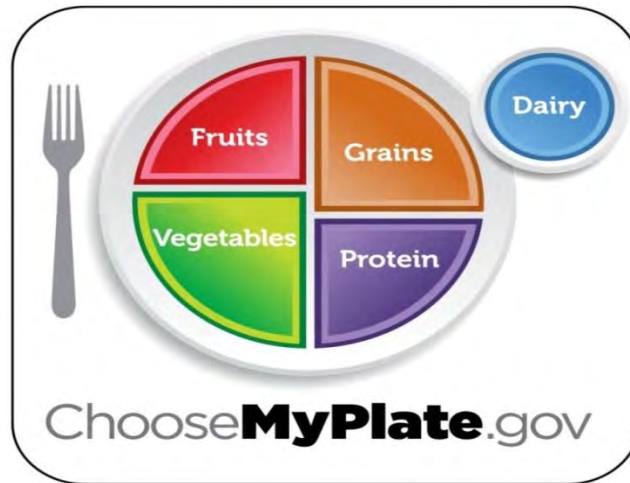 Fruits
Grains
Dairy
Vegetables
Protein
ChooseMyPlate.gov